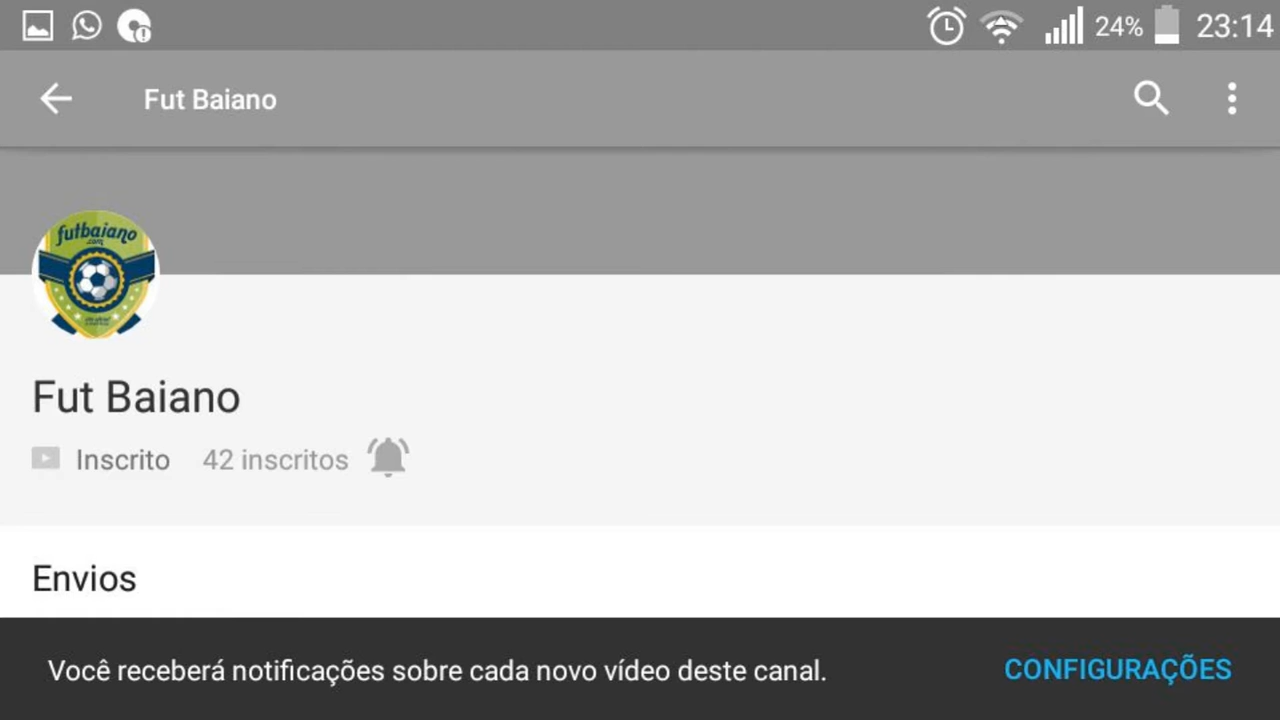 24% 23:14
Fut Baiano
futbaiano
.com
Fut Baiano
Inscrito 42 inscritos
Envios
Você receberá notificações sobre cada novo vídeo deste canal. CONFIGURAÇÕES